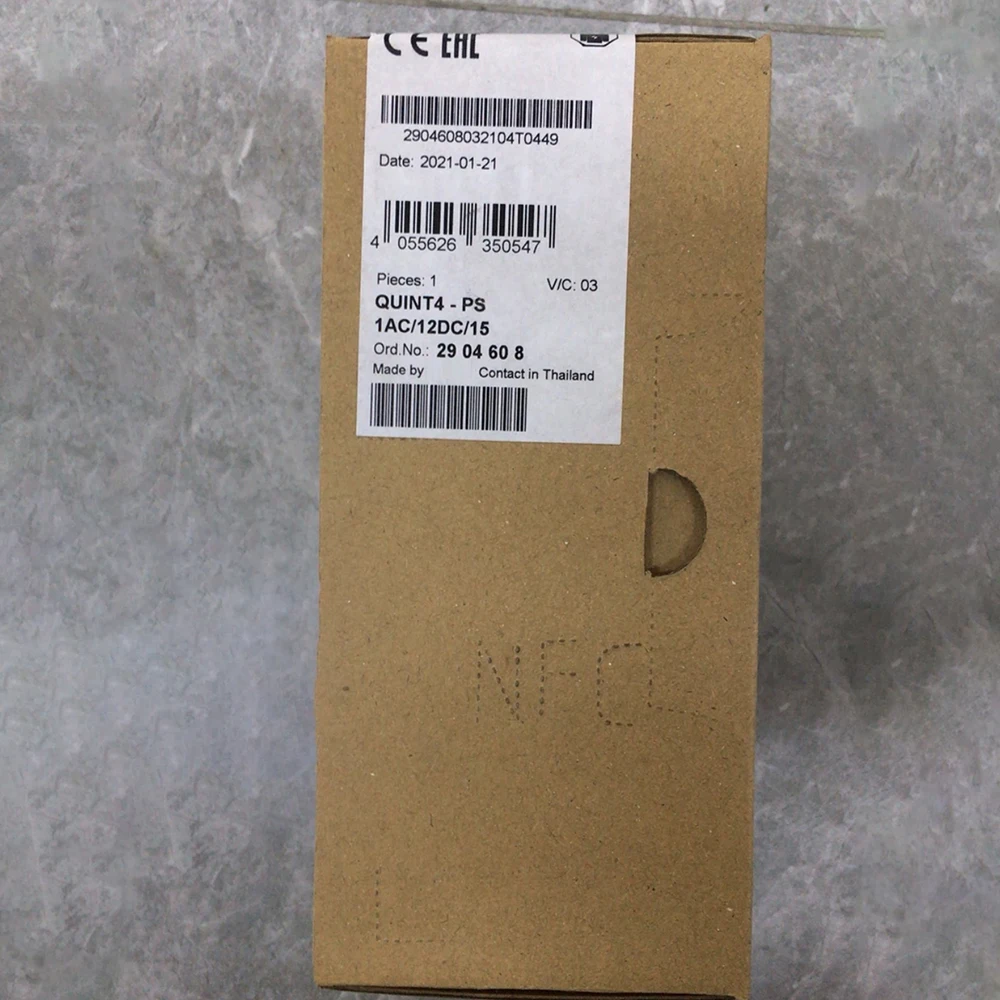 CE EAC
2904608032104T0449
Date: 2021-01-21
4 055626 350547
Pieces: 1 V/C: 03
QUINT4 - PS
1AC/12DC/15
Ord.No.: 29 04 60 8
Made by Contact in Thailand
NFC